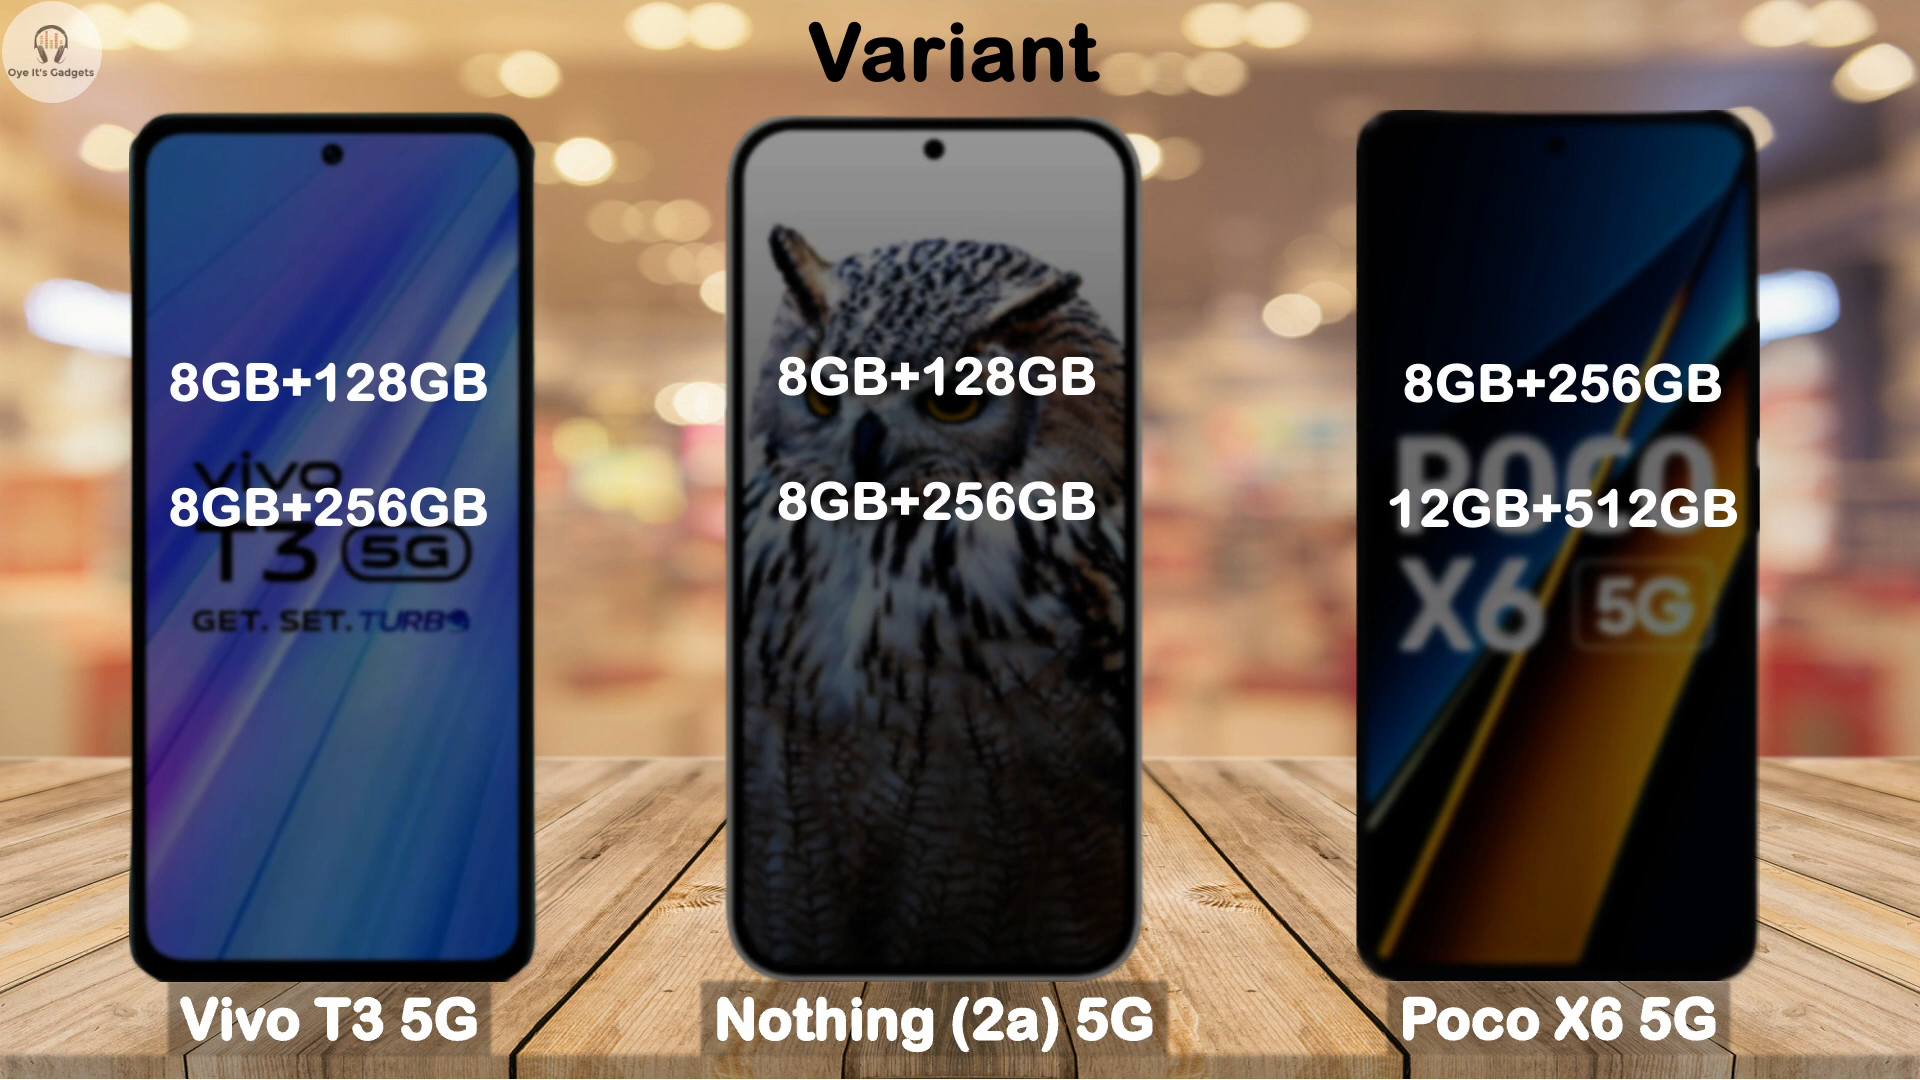 Oye It's Gadgets
Variant
8GB+128GB
8GB+256GB
vivo
T3 5G
GET. SET. TURBO
Vivo T3 5G
8GB+128GB
8GB+256GB
Nothing (2a) 5G
8GB+256GB
12GB+512GB
POCO
X6 5G
Poco X6 5G